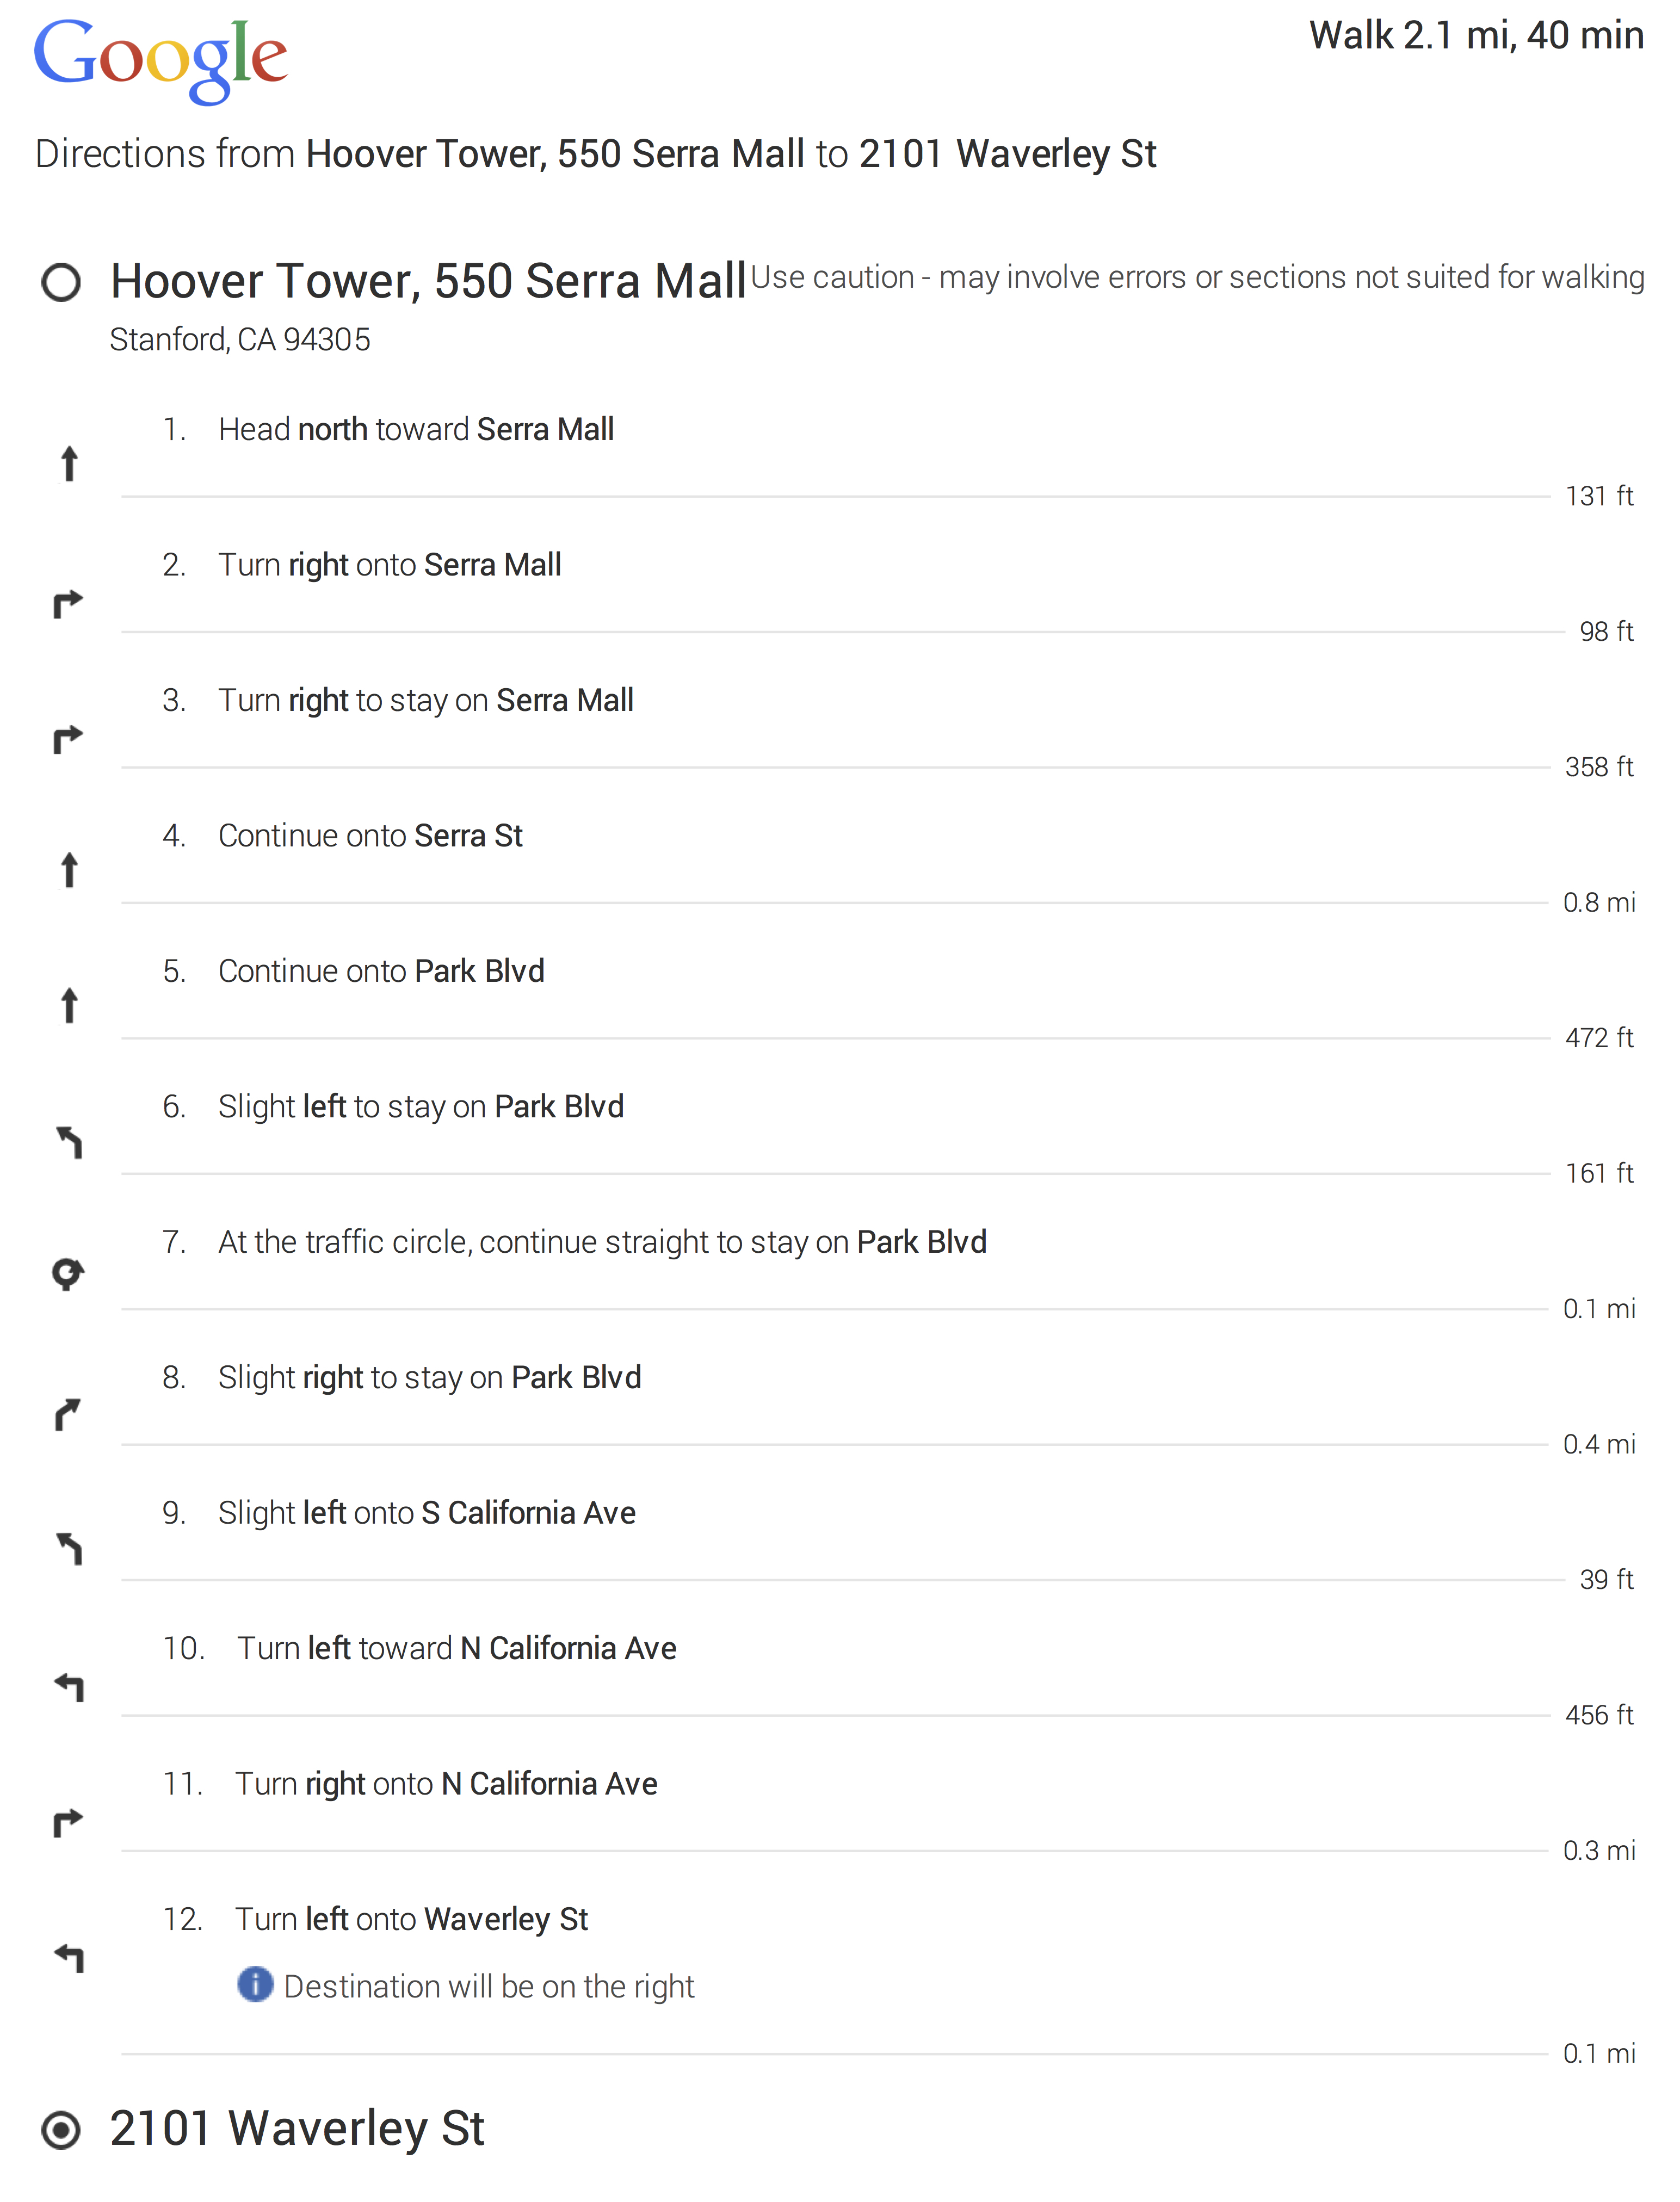 Google
Walk 2.1 mi, 40 min
Directions from Hoover Tower, 550 Serra Mall to 2101 Waverley St
Hoover Tower, 550 Serra Mall
Use caution - may involve errors or sections not suited for walking
Stanford, CA 94305
1. Head north toward Serra Mall
131 ft
2. Turn right onto Serra Mall
98 ft
3. Turn right to stay on Serra Mall
358 ft
4. Continue onto Serra St
0.8 mi
5. Continue onto Park Blvd
472 ft
6. Slight left to stay on Park Blvd
161 ft
7. At the traffic circle, continue straight to stay on Park Blvd
0.1 mi
8. Slight right to stay on Park Blvd
0.4 mi
9. Slight left onto S California Ave
39 ft
10. Turn left toward N California Ave
456 ft
11. Turn right onto N California Ave
0.3 mi
12. Turn left onto Waverley St
i Destination will be on the right
0.1 mi
2101 Waverley St